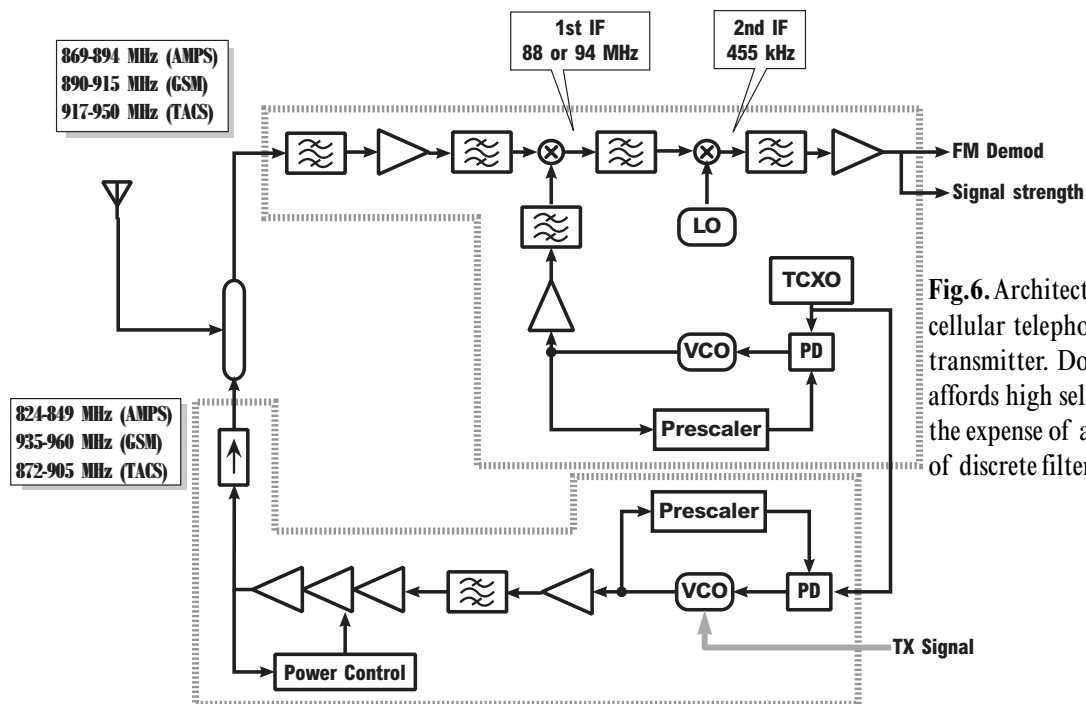 869-894 MHz (AMPS)
890-915 MHz (GSM)
917-950 MHz (TACS)
1st IF
88 or 94 MHz
2nd IF
455 kHz
FM Demod
Signal strength
LO
TCXO
VCO
PD
Prescaler
Fig.6. Architect
cellular telepho
transmitter. Do
affords high sele
the expense of a
of discrete filter
824-849 MHz (AMPS)
935-960 MHz (GSM)
872-905 MHz (TACS)
Prescaler
VCO
PD
TX Signal
Power Control